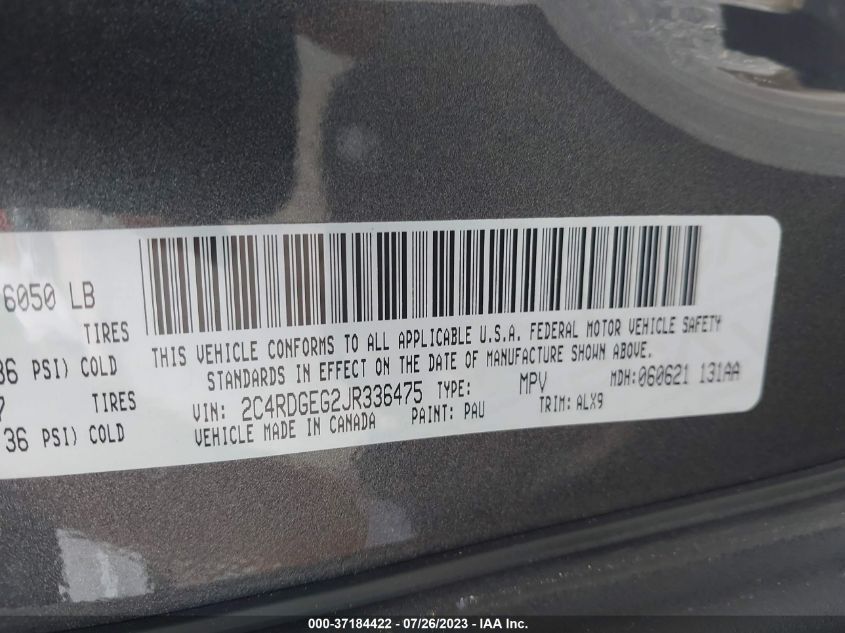 6050 LB
TIRES
36 PSI) COLD
TIRES
36 PSI) COLD
THIS VEHICLE CONFORMS TO ALL APPLICABLE U.S.A. FEDERAL MOTOR VEHICLE SAFETY
STANDARDS IN EFFECT ON THE DATE OF MANUFACTURE SHOWN ABOVE.
VIN: 2C4RDGEG2JR336475 TYPE: MPV MDH:060621 131AA
VEHICLE MADE IN CANADA PAINT: PAU TRIM: ALX9
000-37184422 - 07/26/2023 - IAA Inc.